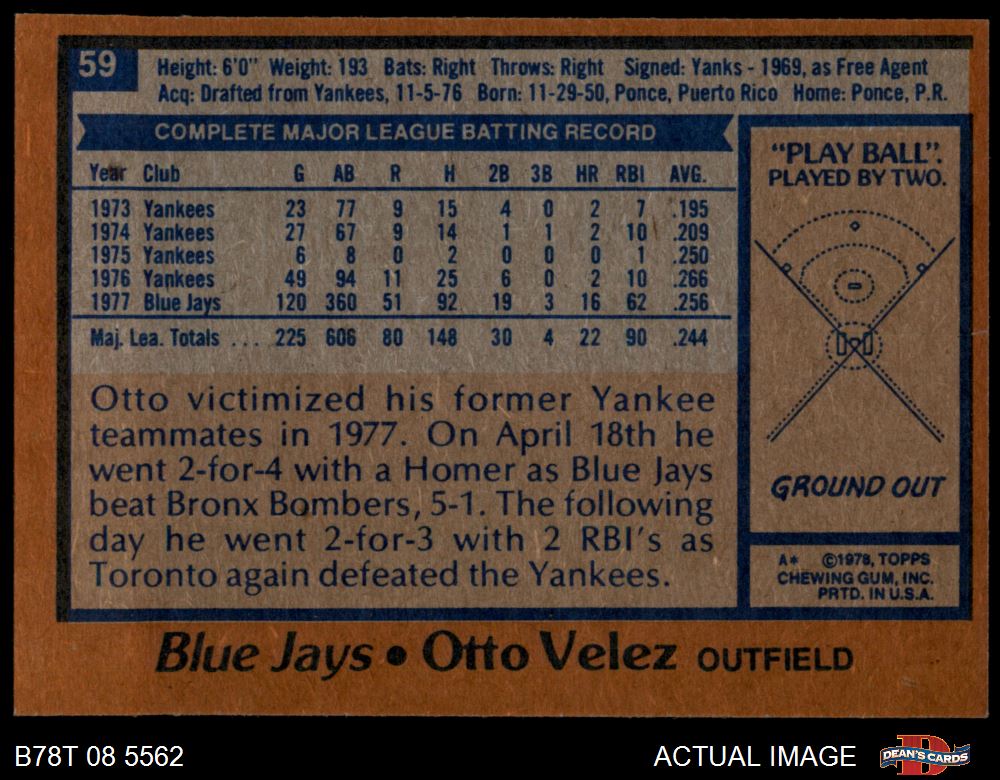 59
Height: 6'0" Weight: 193 Bats: Right Throws: Right Signed: Yanks - 1969, as Free Agent
Acq: Drafted from Yankees, 11-5-76 Born: 11-29-50, Ponce, Puerto Rico Home: Ponce, P.R.
COMPLETE MAJOR LEAGUE BATTING RECORD
Year Club G AB R H 2B 3B HR RBI AVG.
1973 Yankees 23 77 9 15 4 0 2 7 .195
1974 Yankees 27 67 9 14 1 1 2 10 .209
1975 Yankees 6 8 0 2 0 0 0 1 .250
1976 Yankees 49 94 11 25 6 0 2 10 .266
1977 Blue Jays 120 360 51 92 19 3 16 62 .256
Maj. Lea. Totals ... 225 606 80 148 30 4 22 90 .244
Otto victimized his former Yankee
teammates in 1977. On April 18th he
went 2-for-4 with a Homer as Blue Jays
beat Bronx Bombers, 5-1. The following
day he went 2-for-3 with 2 RBI's as
Toronto again defeated the Yankees.
"PLAY BALL".
PLAYED BY TWO.
GROUND OUT
A* ©1978, TOPPS
CHEWING GUM, INC.
PRTD. IN U.S.A.
Blue Jays • Otto Velez OUTFIELD
B78T 08 5562
ACTUAL IMAGE
DEAN'S CARDS